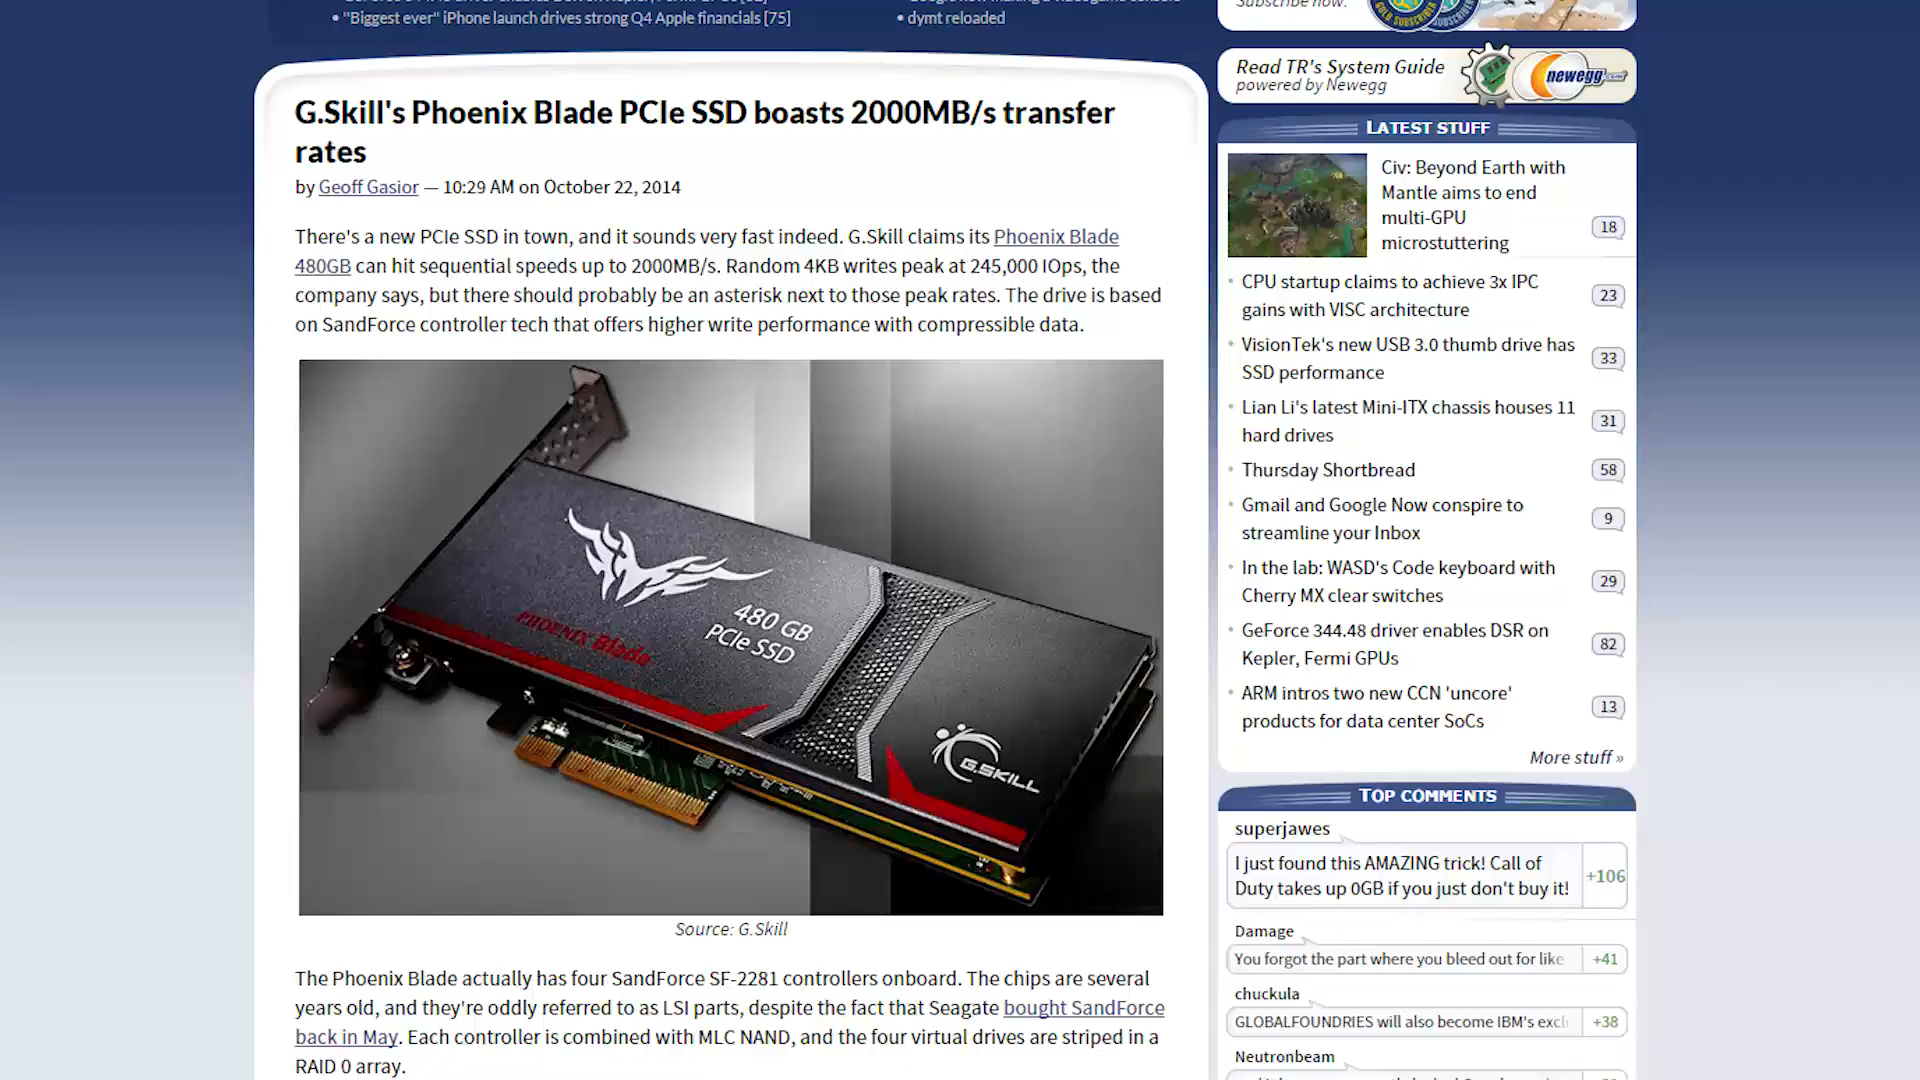 • "Biggest ever" iPhone launch drives strong Q4 Apple financials [75]
• dymt reloaded
Subscribe now.
GOLD SUBSCRIBER
Read TR's System Guide
powered by Newegg
newegg.com
G.Skill's Phoenix Blade PCIe SSD boasts 2000MB/s transfer
rates
by Geoff Gasior — 10:29 AM on October 22, 2014
There's a new PCIe SSD in town, and it sounds very fast indeed. G.Skill claims its Phoenix Blade
480GB can hit sequential speeds up to 2000MB/s. Random 4KB writes peak at 245,000 IOps, the
company says, but there should probably be an asterisk next to those peak rates. The drive is based
on SandForce controller tech that offers higher write performance with compressible data.
PHOENIX Blade
480 GB
PCIe SSD
G.SKILL
Source: G.Skill
The Phoenix Blade actually has four SandForce SF-2281 controllers onboard. The chips are several
years old, and they're oddly referred to as LSI parts, despite the fact that Seagate bought SandForce
back in May. Each controller is combined with MLC NAND, and the four virtual drives are striped in a
RAID 0 array.
LATEST STUFF
Civ: Beyond Earth with
Mantle aims to end
multi-GPU
microstuttering
18
• CPU startup claims to achieve 3x IPC
gains with VISC architecture
23
• VisionTek's new USB 3.0 thumb drive has
SSD performance
33
• Lian Li's latest Mini-ITX chassis houses 11
hard drives
31
• Thursday Shortbread
58
• Gmail and Google Now conspire to
streamline your Inbox
9
• In the lab: WASD's Code keyboard with
Cherry MX clear switches
29
• GeForce 344.48 driver enables DSR on
Kepler, Fermi GPUs
82
• ARM intros two new CCN 'uncore'
products for data center SoCs
13
More stuff »
TOP COMMENTS
superjawes
I just found this AMAZING trick! Call of
Duty takes up 0GB if you just don't buy it!
+106
Damage
You forgot the part where you bleed out for like
+41
chuckula
GLOBALFOUNDRIES will also become IBM's excl
+38
Neutronbeam